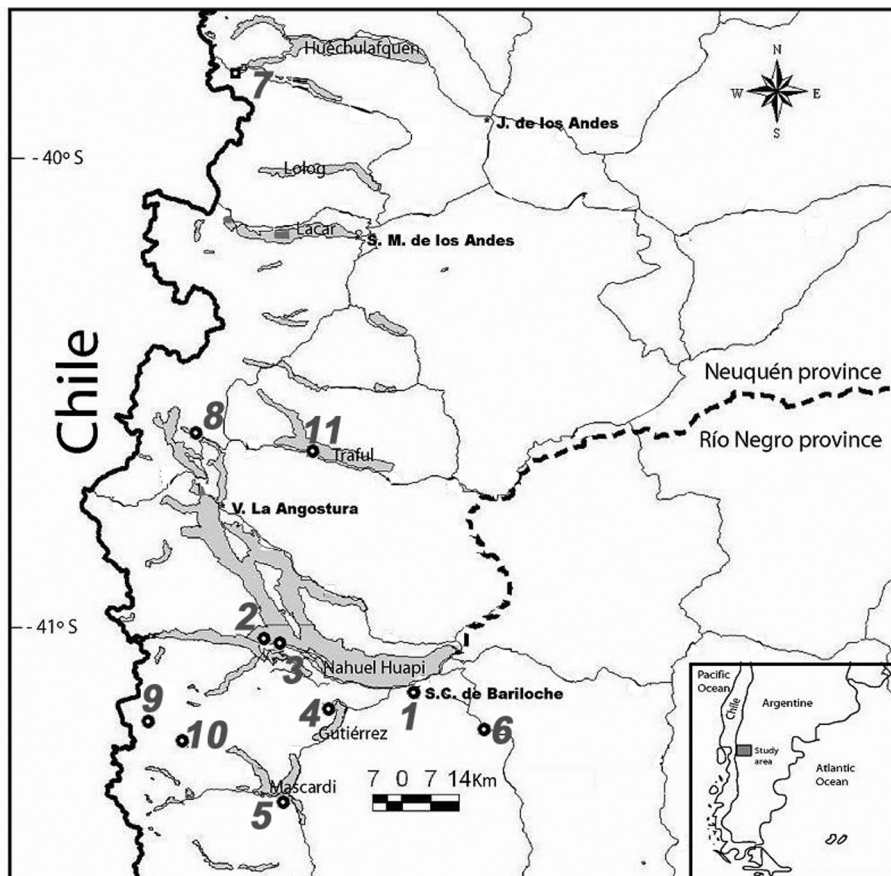 Huechulafquen
N
W E
S
7
J. de los Andes
- - 40º S
Lolog
Lacar
S. M. de los Andes
Chile
Neuquén province
Río Negro province
8
11
Traful
V. La Angostura
- - 41º S
2
3
Nahuel Huapi
S.C. de Bariloche
9
10
4
Gutiérrez
1
6
Mascardi
5
7 0 7 14Km
Pacific
Ocean
Chile
Argentine
Study
area
Atlantic
Ocean